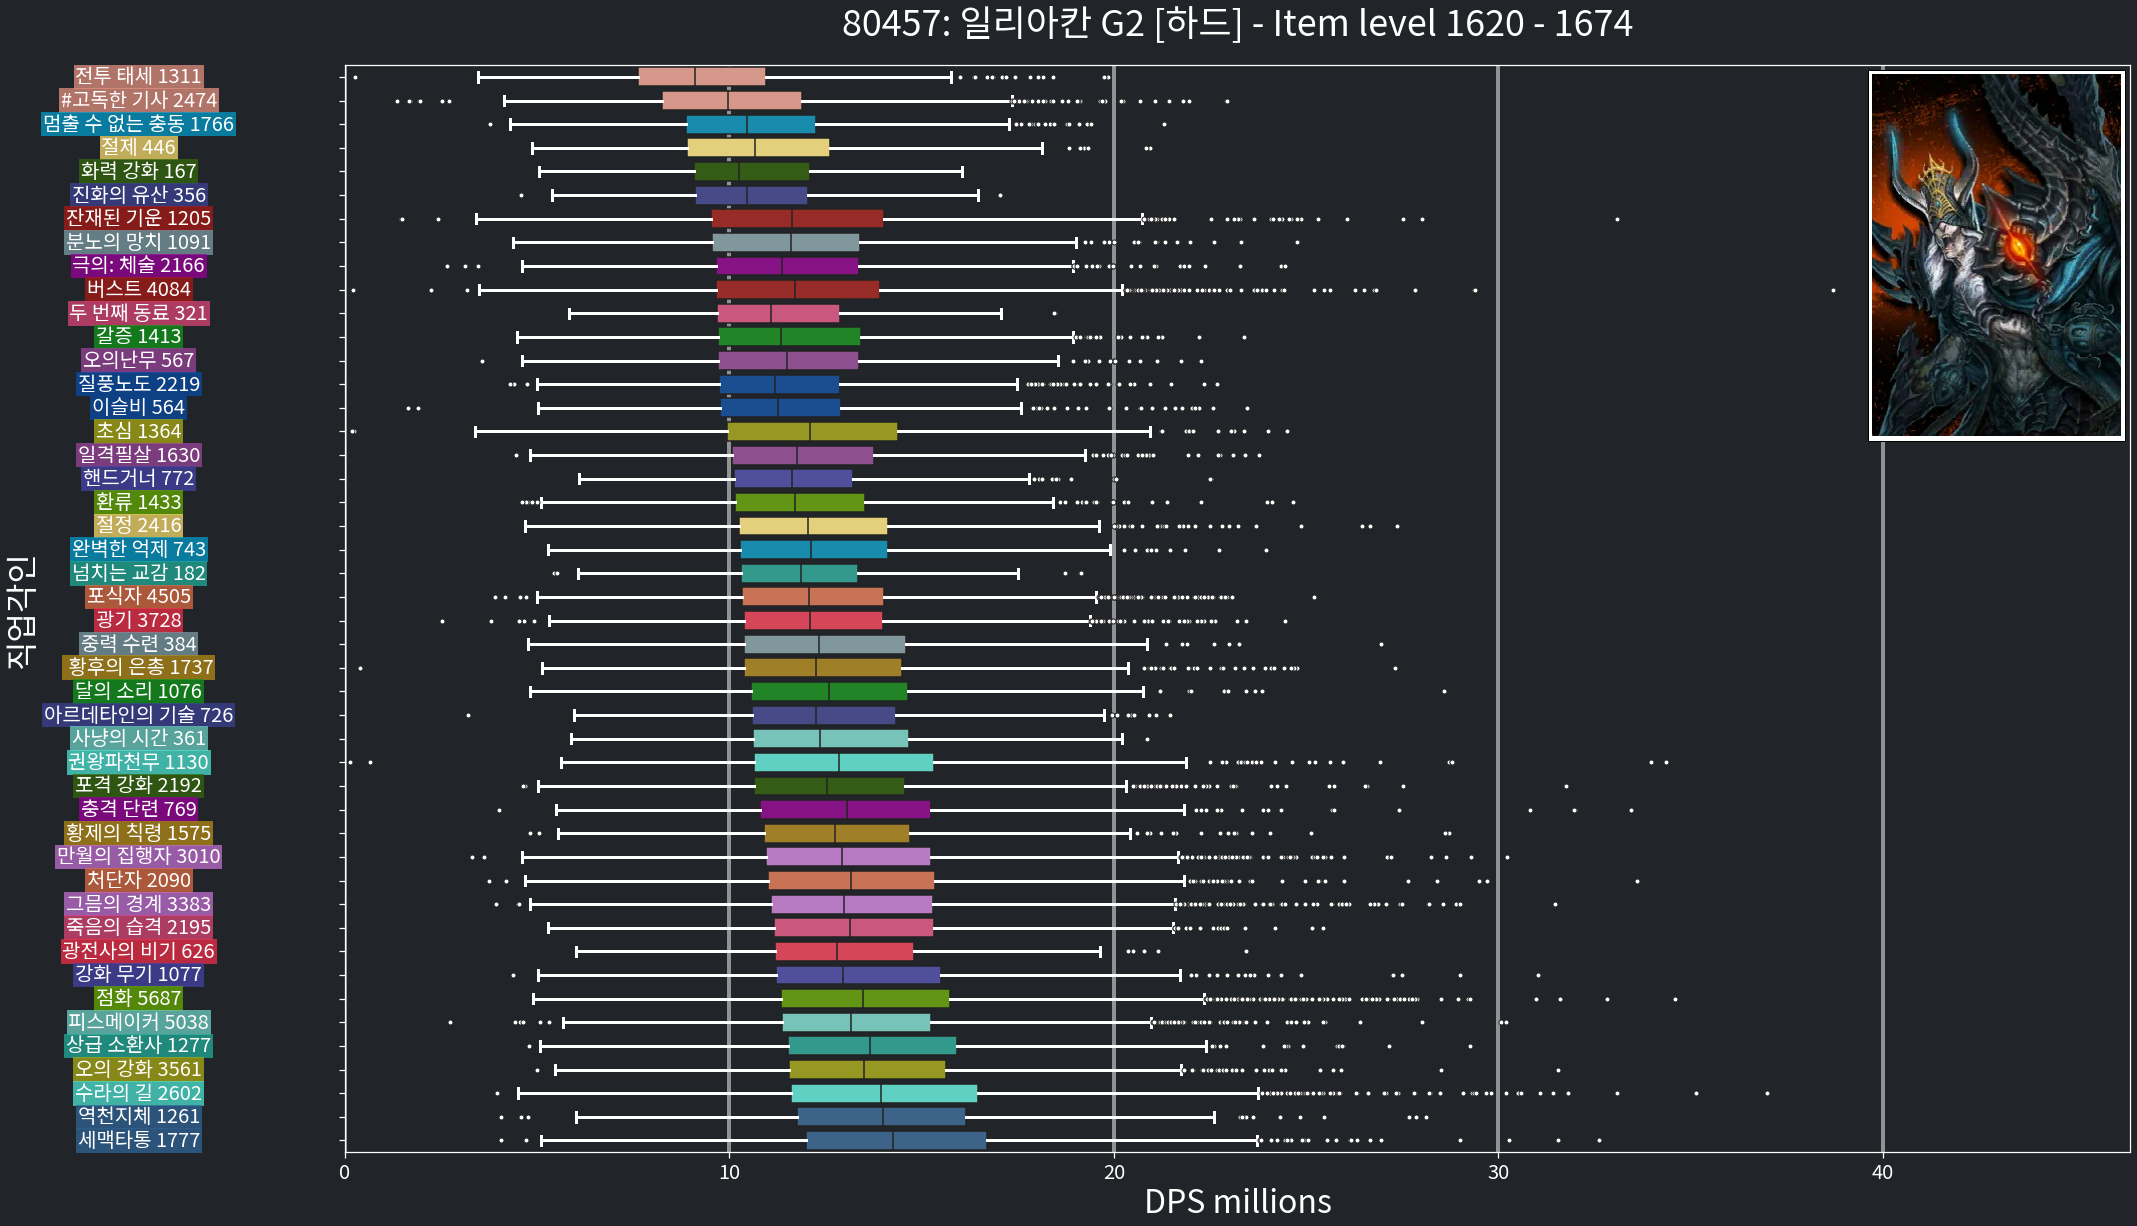 80457: 일리아칸 G2 [하드] - Item level 1620 - 1674
전투 태세 1311
#고독한 기사 2474
멈출 수 없는 충동 1766
절제 446
화력 강화 167
진화의 유산 356
잔재된 기운 1205
분노의 망치 1091
극의: 체술 2166
버스트 4084
두 번째 동료 321
갈증 1413
오의난무 567
질풍노도 2219
이슬비 564
초심 1364
일격필살 1630
핸드거너 772
환류 1433
절정 2416
완벽한 억제 743
넘치는 교감 182
포식자 4505
광기 3728
중력 수련 384
황후의 은총 1737
달의 소리 1076
아르데타인의 기술 726
사냥의 시간 361
권왕파천무 1130
포격 강화 2192
충격 단련 769
황제의 칙령 1575
만월의 집행자 3010
처단자 2090
그믐의 경계 3383
죽음의 습격 2195
광전사의 비기 626
강화 무기 1077
점화 5687
피스메이커 5038
상급 소환사 1277
오의 강화 3561
수라의 길 2602
역천지체 1261
세맥타통 1777
직업각인
0 10 20 30 40
DPS millions